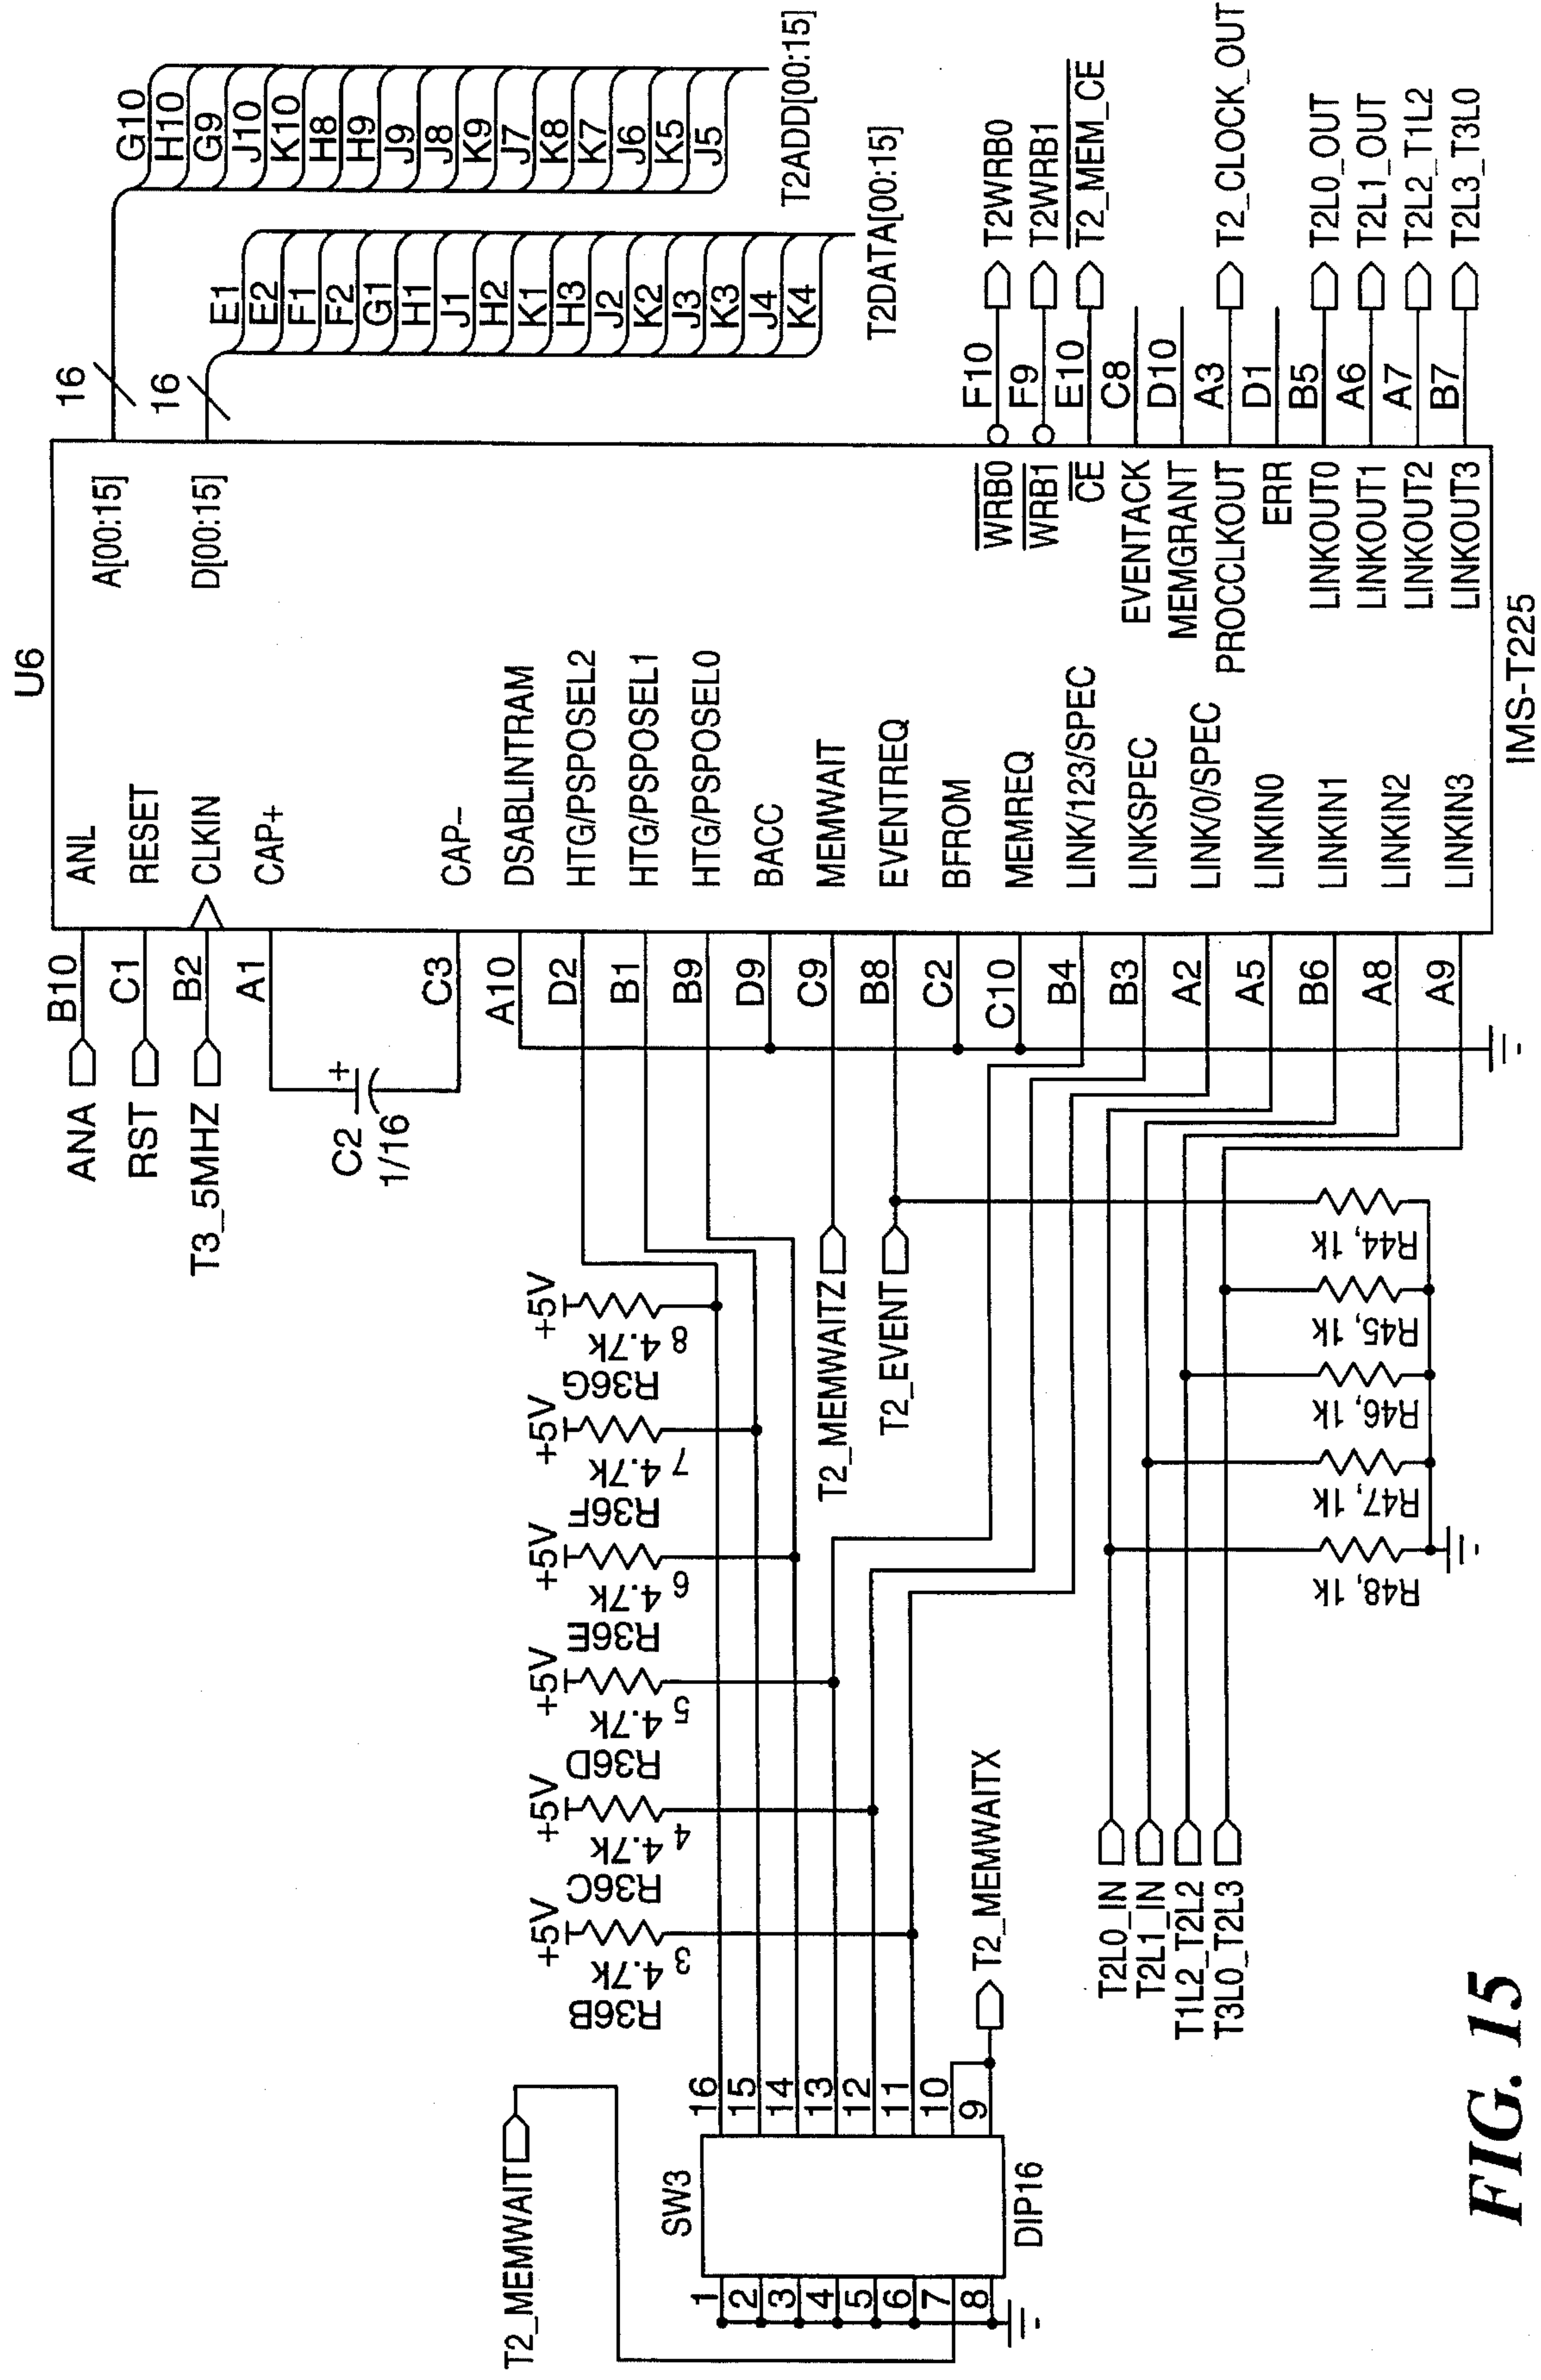 U6
IMS-T225
ANA
B10
ANL
RST
C1
RESET
T3_5MHZ
B2
CLKIN
A1
CAP+
C2
+
1/16
C3
CAP–
A10
DSABLINTRAM
D2
HTG/PSPOSEL2
B1
HTG/PSPOSEL1
B9
HTG/PSPOSEL0
D9
BACC
T2_MEMWAITZ
C9
MEMWAIT
T2_EVENT
B8
EVENTREQ
C2
BFROM
C10
MEMREQ
B4
LINK/123/SPEC
B3
LINKSPEC
A2
LINK/0/SPEC
A5
LINKIN0
B6
LINKIN1
A8
LINKIN2
A9
LINKIN3
A[00:15]
16
G10
H10
G9
J10
K10
H8
H9
J9
J8
K9
J7
K8
K7
J6
K5
J5
T2ADD[00:15]
D[00:15]
16
E1
E2
F1
F2
G1
H1
J1
H2
K1
H3
J2
K2
J3
K3
J4
K4
T2DATA[00:15]
WRB0
F10
T2WRB0
WRB1
F9
T2WRB1
CE
E10
T2_MEM_CE
EVENTACK
C8
MEMGRANT
D10
PROCCLKOUT
A3
T2_CLOCK_OUT
ERR
D1
LINKOUT0
B5
T2L0_OUT
LINKOUT1
A6
T2L1_OUT
LINKOUT2
A7
T2L2_T1L2
LINKOUT3
B7
T2L3_T3L0
+5V
4.7k
3
R36B
+5V
4.7k
4
R36C
+5V
4.7k
5
R36D
+5V
4.7k
6
R36E
+5V
4.7k
7
R36F
+5V
4.7k
8
R36G
T2_MEMWAIT
SW3
DIP16
1
2
3
4
5
6
7
8
16
15
14
13
12
11
10
9
T2_MEMWAITX
T2L0_IN
T2L1_IN
T1L2_T2L2
T3L0_T2L3
R48, 1k
R47, 1k
R46, 1k
R45, 1k
R44, 1k
FIG. 15